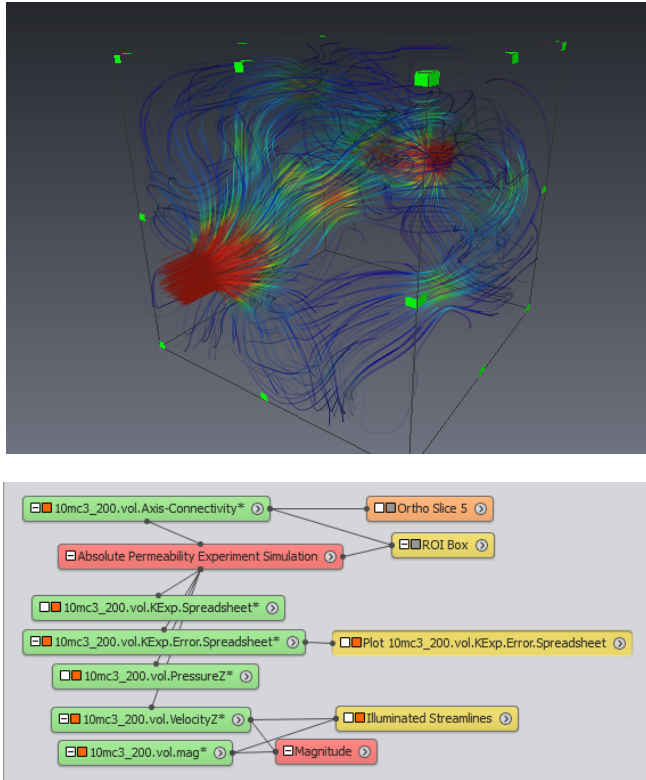 10mc3_200.vol.Axis-Connectivity*
Ortho Slice 5
ROI Box
Absolute Permeability Experiment Simulation
10mc3_200.vol.KExp.Spreadsheet*
10mc3_200.vol.KExp.Error.Spreadsheet*
Plot 10mc3_200.vol.KExp.Error.Spreadsheet
10mc3_200.vol.PressureZ*
10mc3_200.vol.VelocityZ*
Illuminated Streamlines
10mc3_200.vol.mag*
Magnitude